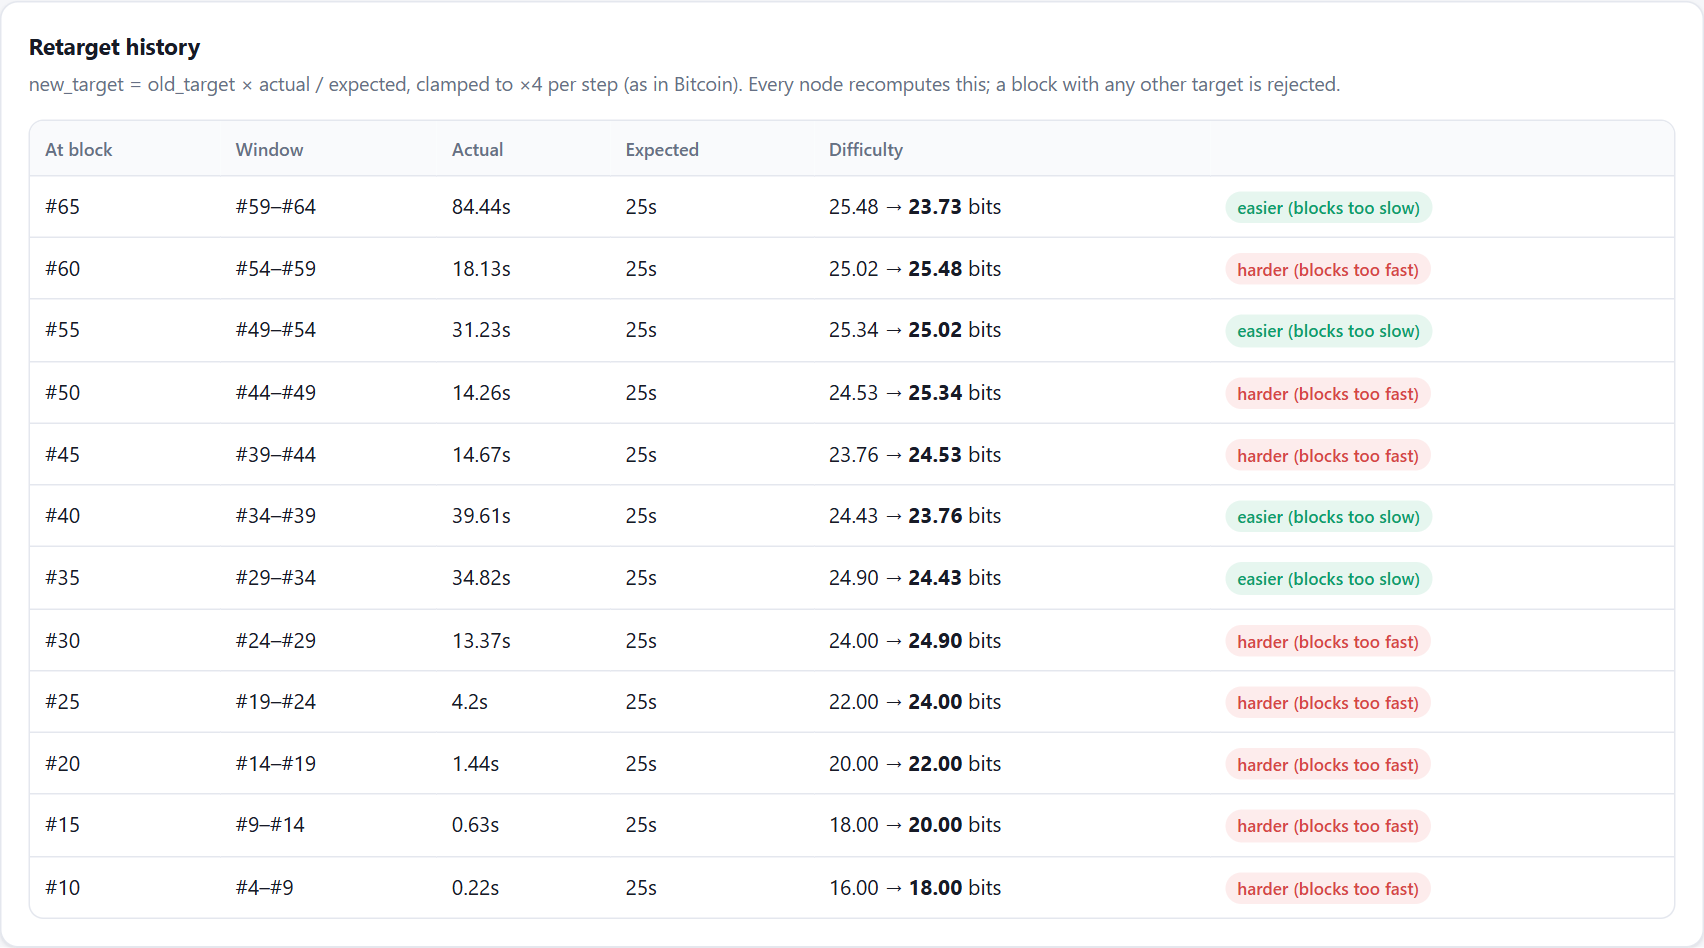 Retarget history
new_target = old_target × actual / expected, clamped to ×4 per step (as in Bitcoin). Every node recomputes this; a block with any other target is rejected.
At block Window Actual Expected Difficulty
#65 #59–#64 84.44s 25s 25.48 → 23.73 bits easier (blocks too slow)
#60 #54–#59 18.13s 25s 25.02 → 25.48 bits harder (blocks too fast)
#55 #49–#54 31.23s 25s 25.34 → 25.02 bits easier (blocks too slow)
#50 #44–#49 14.26s 25s 24.53 → 25.34 bits harder (blocks too fast)
#45 #39–#44 14.67s 25s 23.76 → 24.53 bits harder (blocks too fast)
#40 #34–#39 39.61s 25s 24.43 → 23.76 bits easier (blocks too slow)
#35 #29–#34 34.82s 25s 24.90 → 24.43 bits easier (blocks too slow)
#30 #24–#29 13.37s 25s 24.00 → 24.90 bits harder (blocks too fast)
#25 #19–#24 4.2s 25s 22.00 → 24.00 bits harder (blocks too fast)
#20 #14–#19 1.44s 25s 20.00 → 22.00 bits harder (blocks too fast)
#15 #9–#14 0.63s 25s 18.00 → 20.00 bits harder (blocks too fast)
#10 #4–#9 0.22s 25s 16.00 → 18.00 bits harder (blocks too fast)